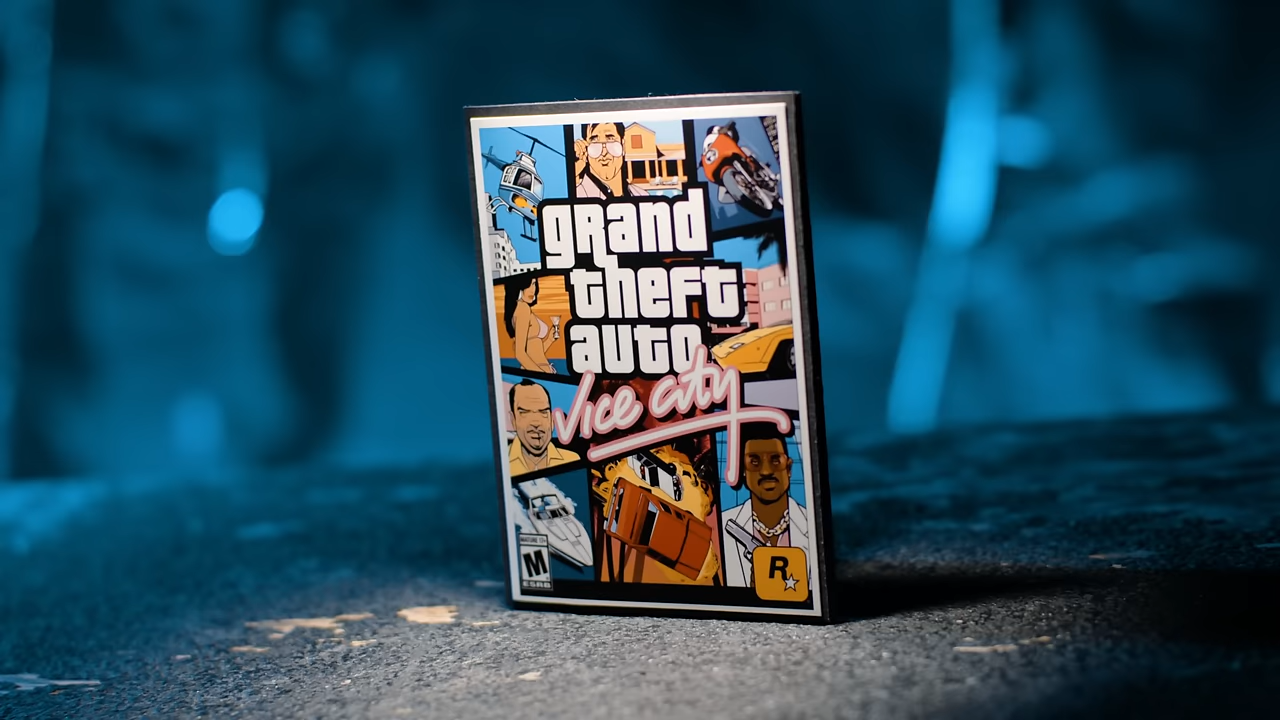 grand
theft
auto
vice city
MATURE 17+
M
ESRB
R